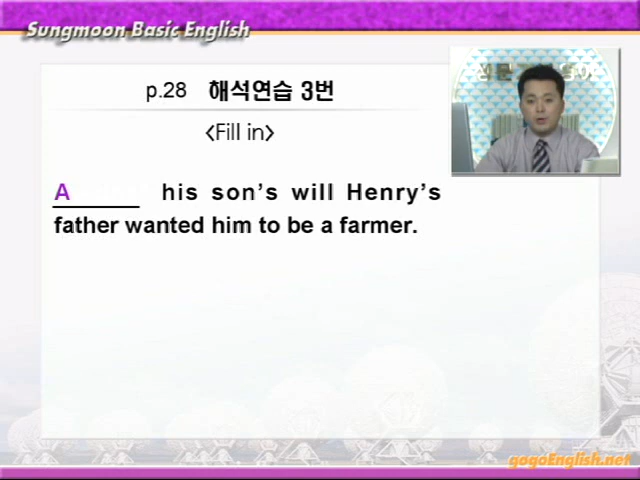 Sungmoon Basic English
p.28 해석연습 3번
<Fill in>
A______ his son's will Henry's
father wanted him to be a farmer.
gogoEnglish.net